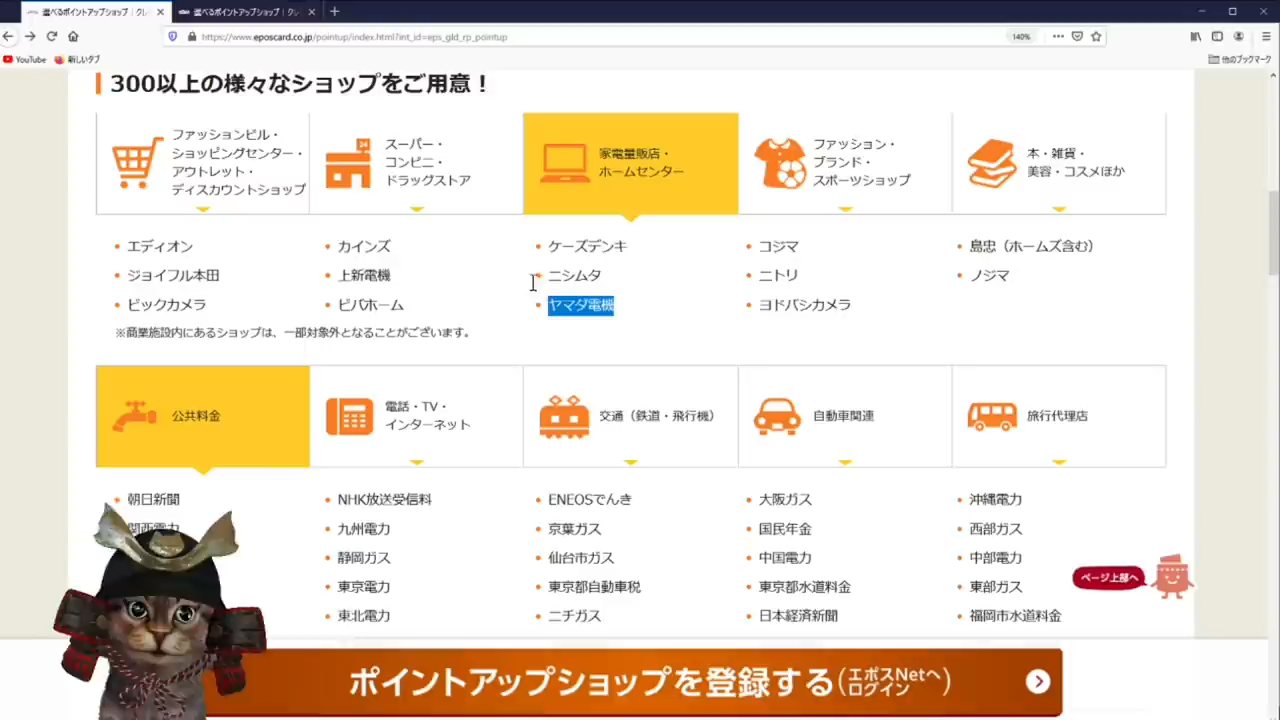 選べるポイントアップショップ | クレ
選べるポイントアップショップ | クレ
https://www.eposcard.co.jp/pointup/index.html?int_id=eps_gld_rp_pointup
140%
YouTube
新しいタブ
他のブックマーク
300以上の様々なショップをご用意！
ファッションビル・
ショッピングセンター・
アウトレット・
ディスカウントショップ
スーパー・
コンビニ・
ドラッグストア
家電量販店・
ホームセンター
ファッション・
ブランド・
スポーツショップ
本・雑貨・
美容・コスメほか
エディオン
カインズ
ケーズデンキ
コジマ
島忠（ホームズ含む）
ジョイフル本田
上新電機
ニシムタ
ニトリ
ノジマ
ビックカメラ
ビバホーム
ヤマダ電機
ヨドバシカメラ
※商業施設内にあるショップは、一部対象外となることがございます。
公共料金
電話・TV・
インターネット
交通（鉄道・飛行機）
自動車関連
旅行代理店
朝日新聞
NHK放送受信料
ENEOSでんき
大阪ガス
沖縄電力
関西電力
九州電力
京葉ガス
国民年金
西部ガス
静岡ガス
仙台市ガス
中国電力
中部電力
東京電力
東京都自動車税
東京都水道料金
東部ガス
東北電力
ニチガス
日本経済新聞
福岡市水道料金
ページ上部へ
ポイントアップショップを登録する(エポスNetへログイン)